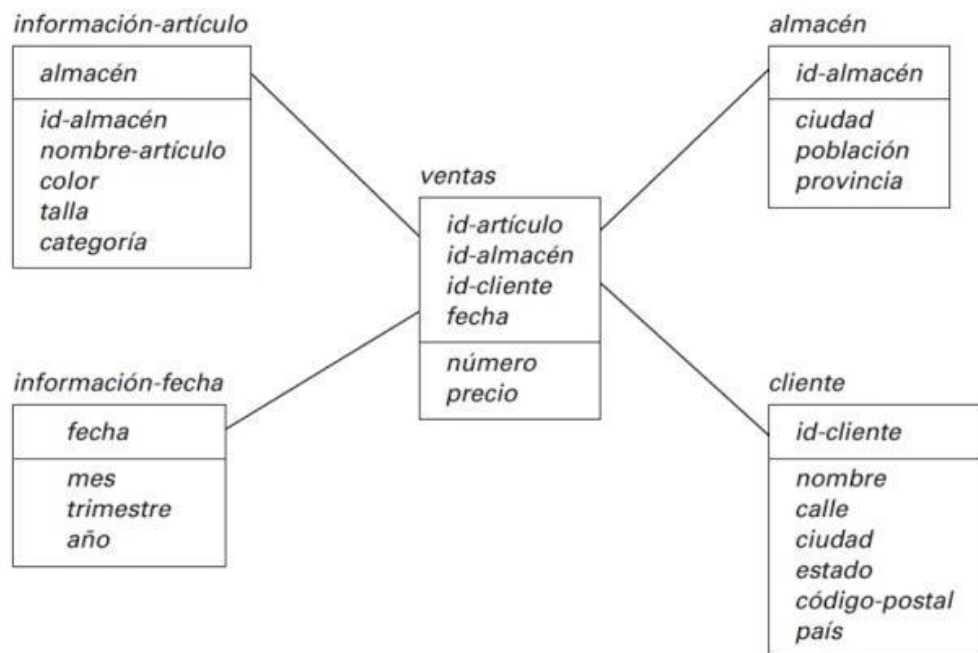 información-artículo
almacén
id-almacén
nombre-artículo
color
talla
categoría
almacén
id-almacén
ciudad
población
provincia
ventas
id-artículo
id-almacén
id-cliente
fecha
número
precio
información-fecha
fecha
mes
trimestre
año
cliente
id-cliente
nombre
calle
ciudad
estado
código-postal
país